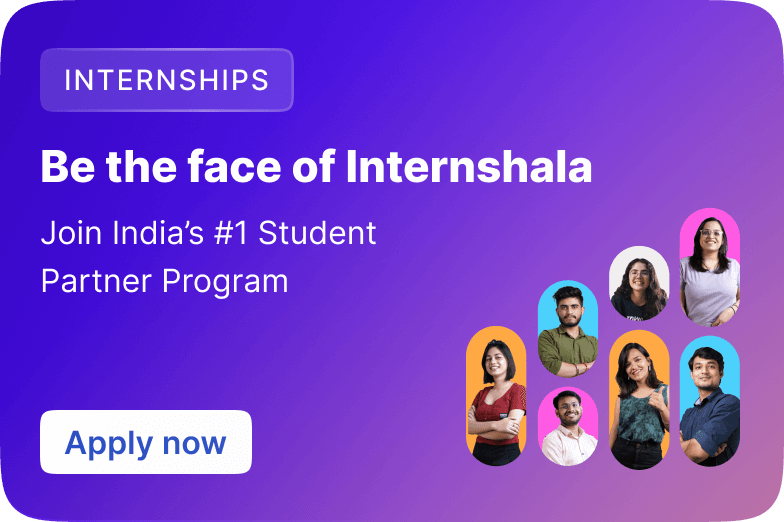 INTERNSHIPS
Be the face of Internshala
Join India’s #1 Student
Partner Program
Apply now